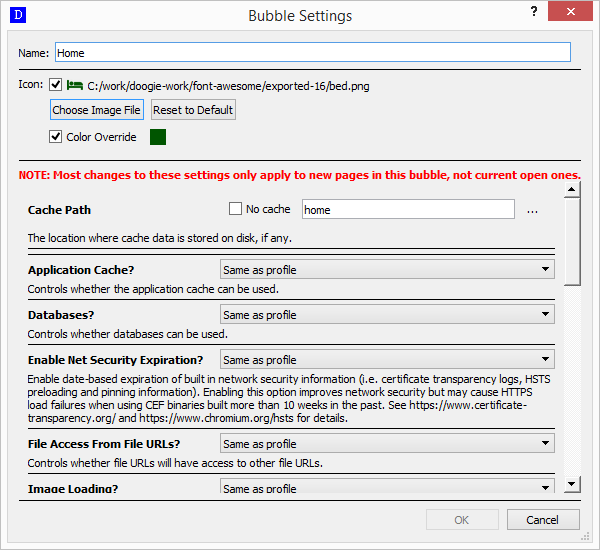 D
Bubble Settings
?
Name:
Home
Icon:
C:/work/doogie-work/font-awesome/exported-16/bed.png
Choose Image File
Reset to Default
Color Override
NOTE: Most changes to these settings only apply to new pages in this bubble, not current open ones.
Cache Path
No cache
home
...
The location where cache data is stored on disk, if any.
Application Cache?
Same as profile
Controls whether the application cache can be used.
Databases?
Same as profile
Controls whether databases can be used.
Enable Net Security Expiration?
Same as profile
Enable date-based expiration of built in network security information (i.e. certificate transparency logs, HSTS
preloading and pinning information). Enabling this option improves network security but may cause HTTPS
load failures when using CEF binaries built more than 10 weeks in the past. See https://www.certificate-
transparency.org/ and https://www.chromium.org/hsts for details.
File Access From File URLs?
Same as profile
Controls whether file URLs will have access to other file URLs.
Image Loading?
Same as profile
OK
Cancel